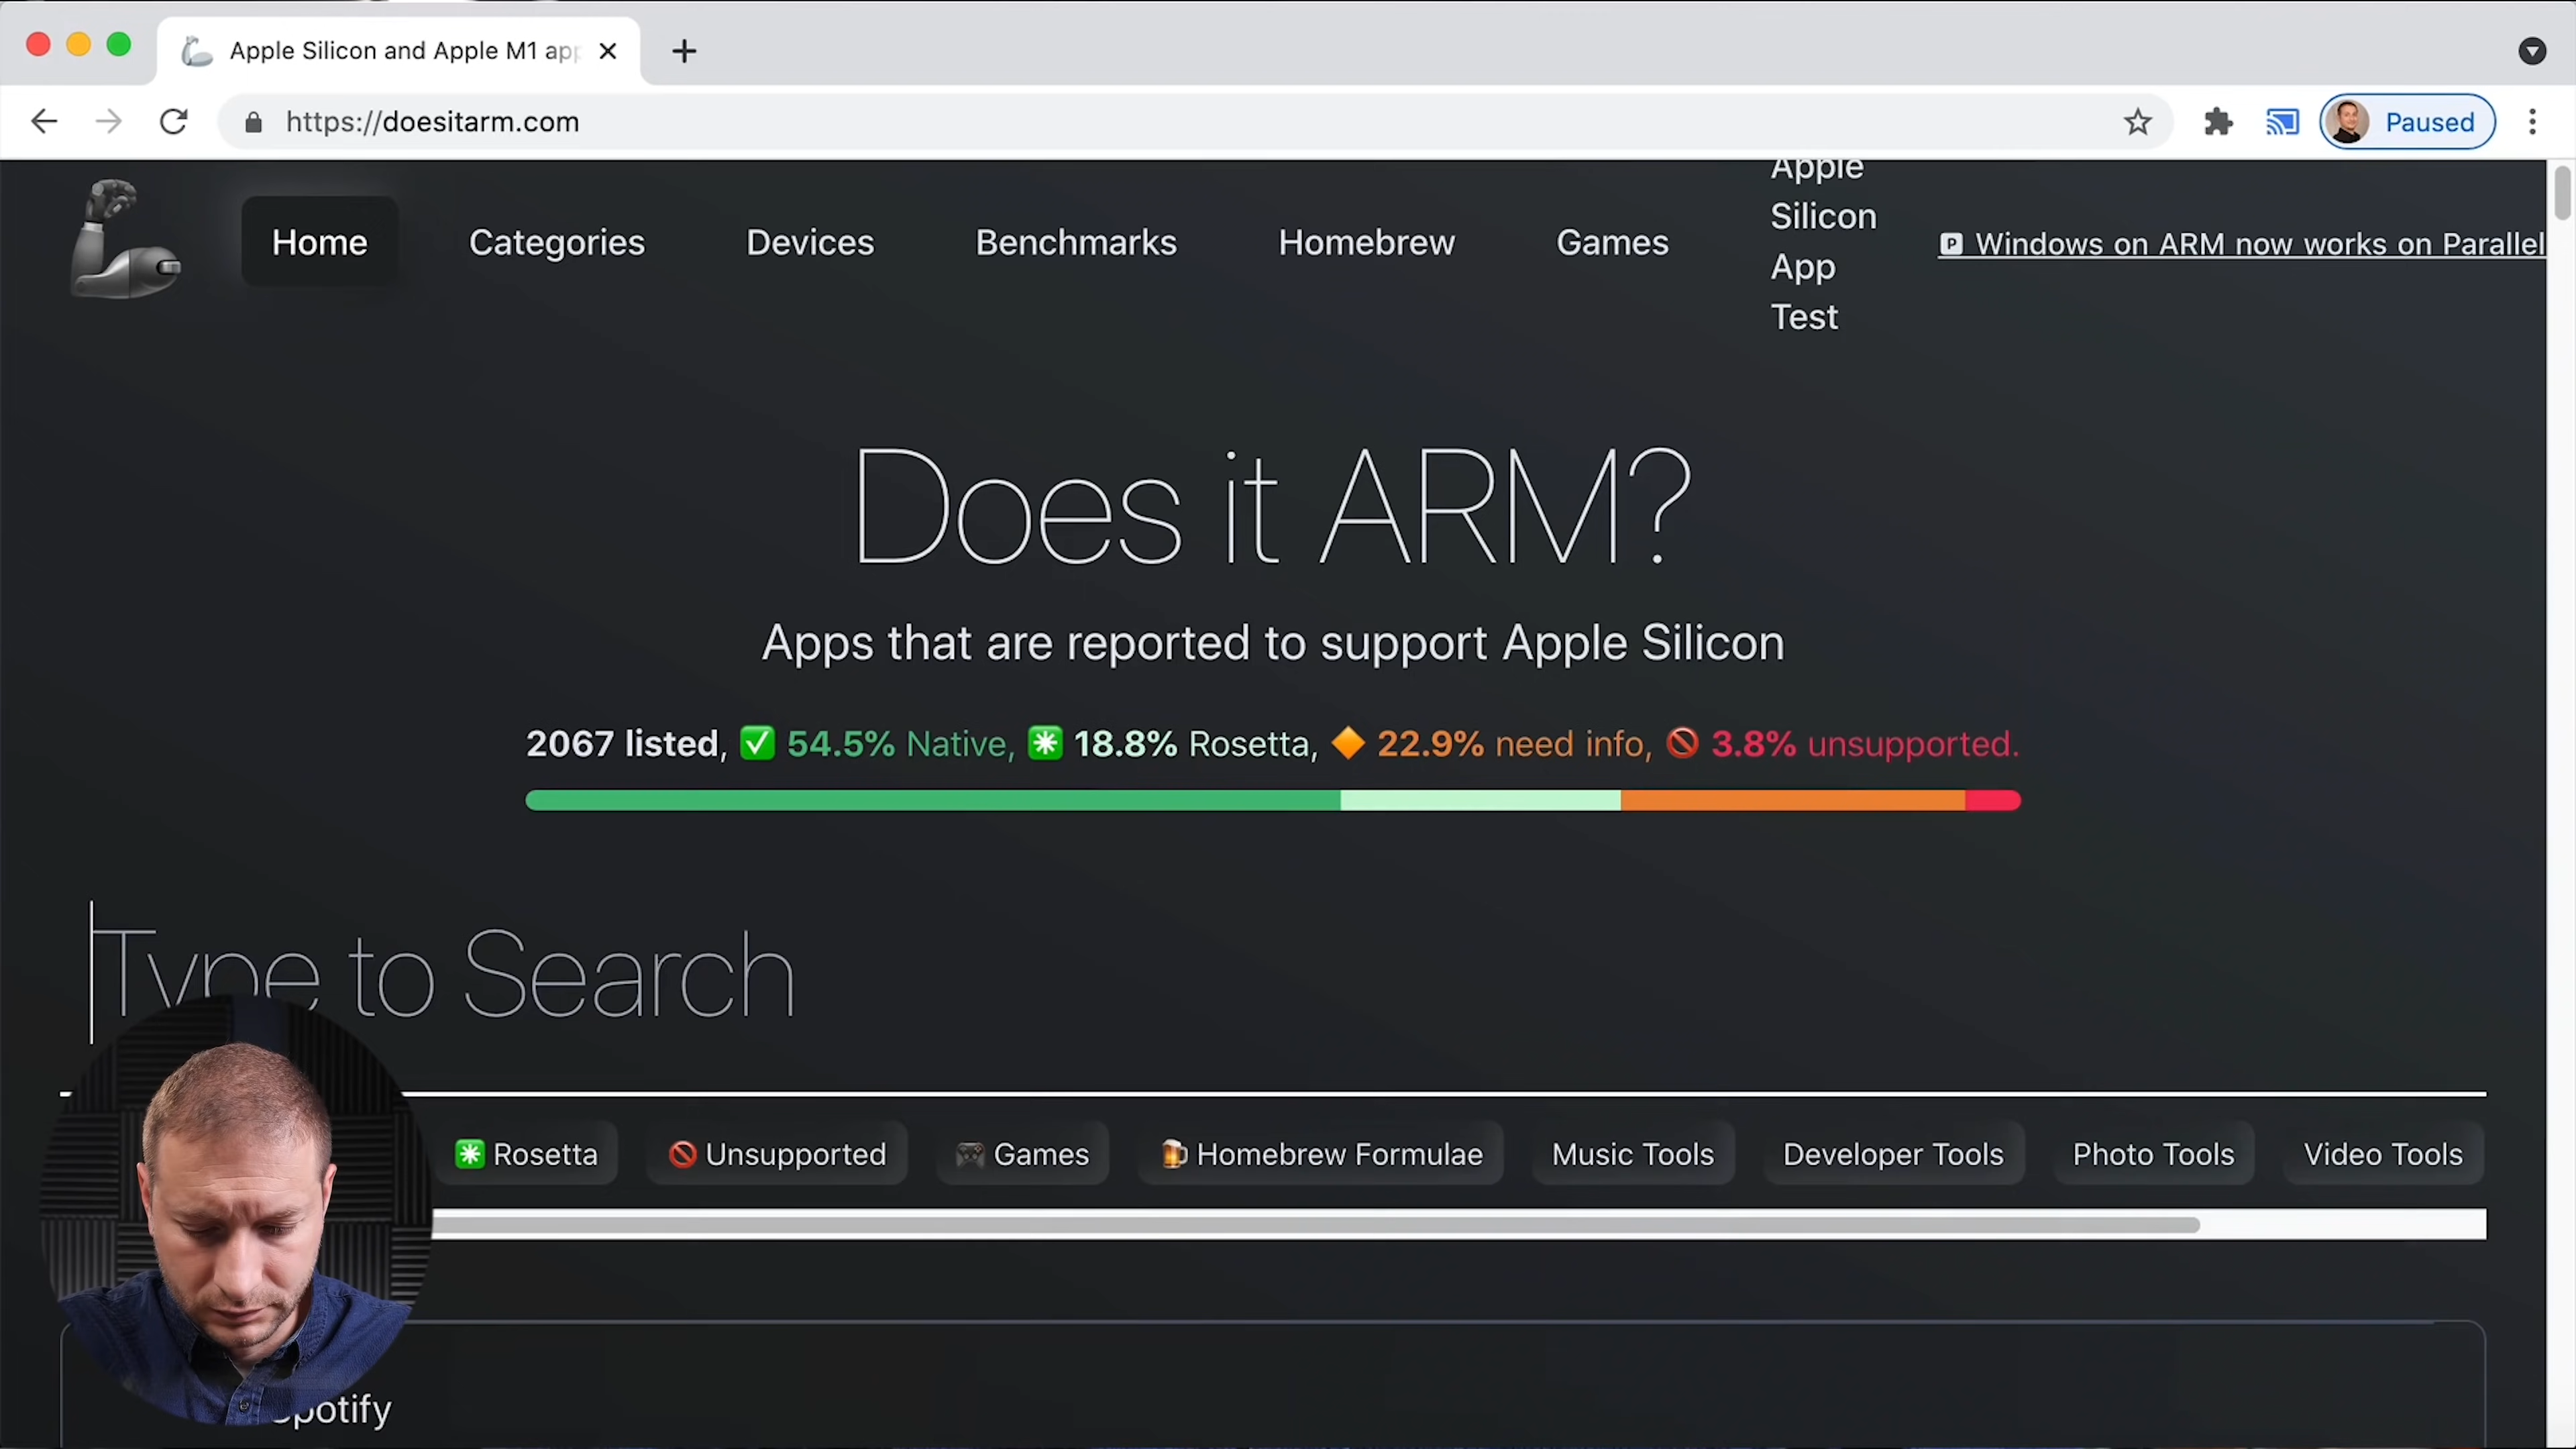 Apple Silicon and Apple M1 app
https://doesitarm.com
Paused
Home
Categories
Devices
Benchmarks
Homebrew
Games
Apple
Silicon
App
Test
P Windows on ARM now works on Parallel
Does it ARM?
Apps that are reported to support Apple Silicon
2067 listed, ✅ 54.5% Native, ✳️ 18.8% Rosetta, 🔶 22.9% need info, 🚫 3.8% unsupported.
Type to Search
✳️ Rosetta
🚫 Unsupported
🎮 Games
🍺 Homebrew Formulae
Music Tools
Developer Tools
Photo Tools
Video Tools
Spotify